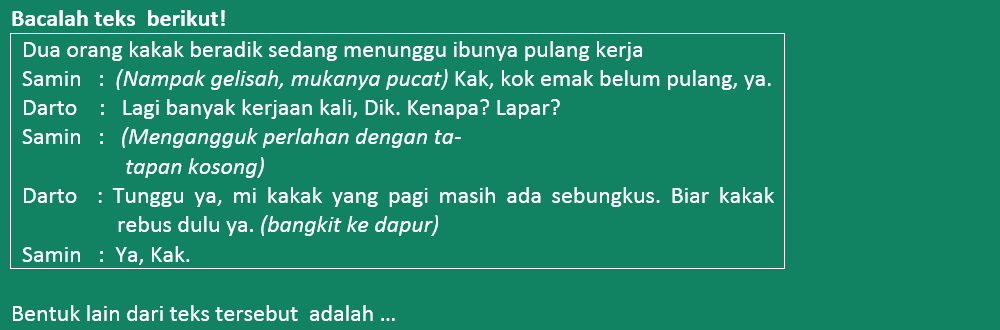 Bacalah teks berikut!
Dua orang kakak beradik sedang menunggu ibunya pulang kerja
Samin : (Nampak gelisah, mukanya pucat) Kak, kok emak belum pulang, ya.
Darto : Lagi banyak kerjaan kali, Dik. Kenapa? Lapar?
Samin : (Mengangguk perlahan dengan ta-
tapan kosong)
Darto : Tunggu ya, mi kakak yang pagi masih ada sebungkus. Biar kakak
rebus dulu ya. (bangkit ke dapur)
Samin : Ya, Kak.
Bentuk lain dari teks tersebut adalah ...